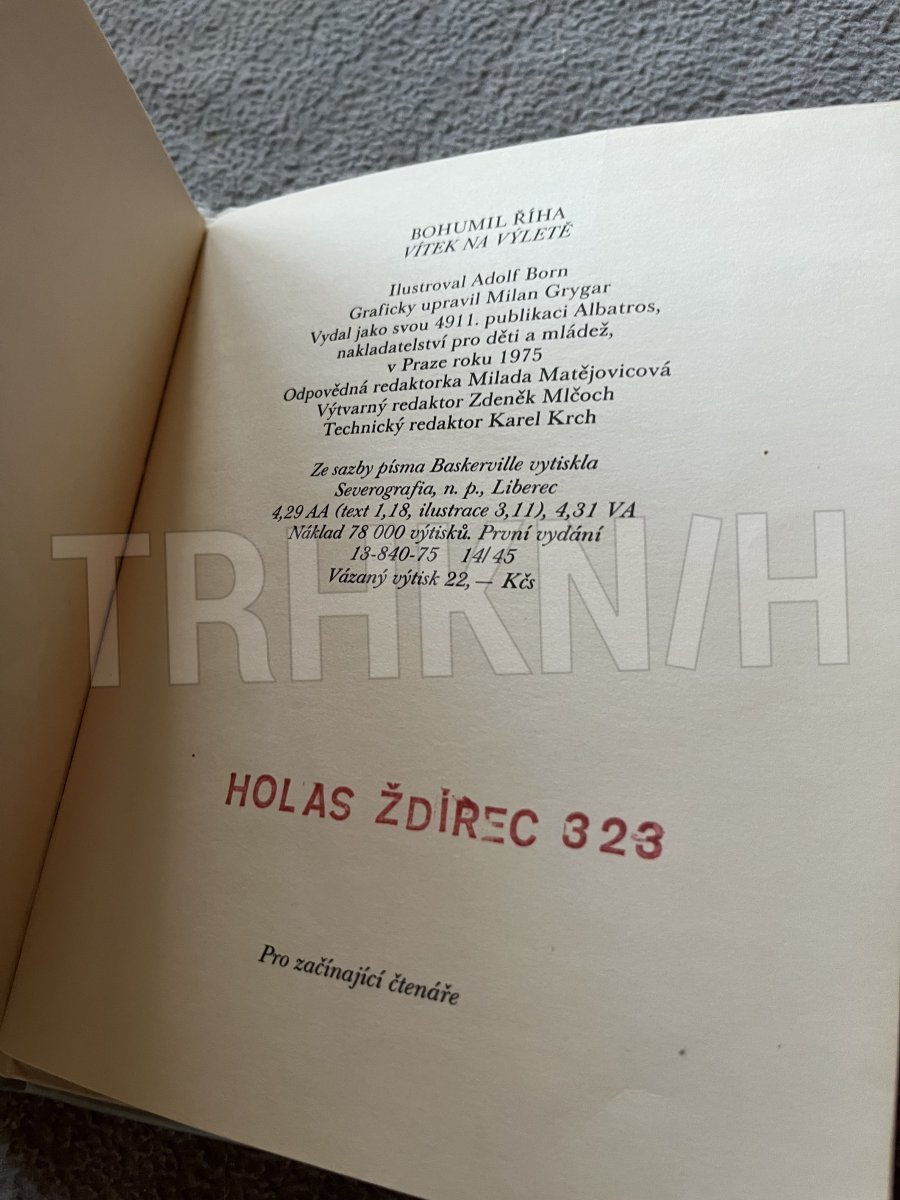 BOHUMIL ŘÍHA
VÍTEK NA VÝLETĚ
Ilustroval Adolf Born
Graficky upravil Milan Grygar
Vydal jako svou 4911. publikaci Albatros,
nakladatelství pro děti a mládež,
v Praze roku 1975
Odpovědná redaktorka Milada Matějovicová
Výtvarný redaktor Zdeněk Mlčoch
Technický redaktor Karel Krch
Ze sazby písma Baskerville vytiskla
Severografia, n. p., Liberec
4,29 AA (text 1,18, ilustrace 3,11), 4,31 VA
Náklad 78 000 výtisků. První vydání
13-840-75 14/45
Vázaný výtisk 22,— Kčs
TRHKNIH
HOLAS ŽDÍREC 323
Pro začínající čtenáře